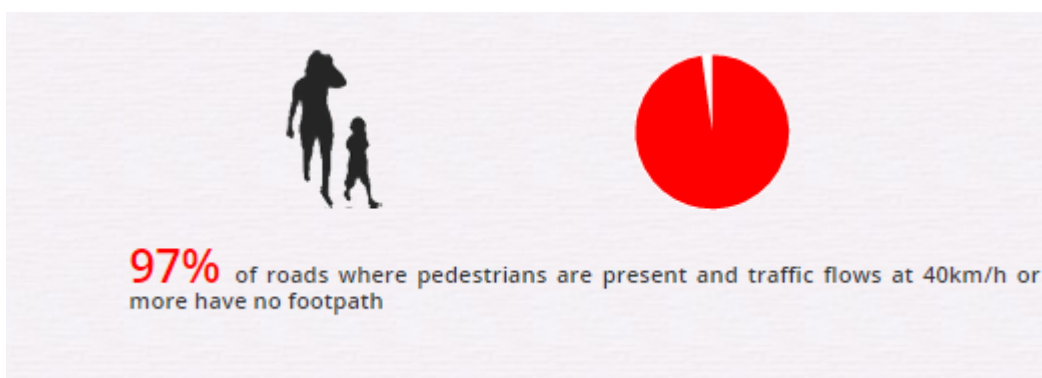 97% of roads where pedestrians are present and traffic flows at 40km/h or
more have no footpath